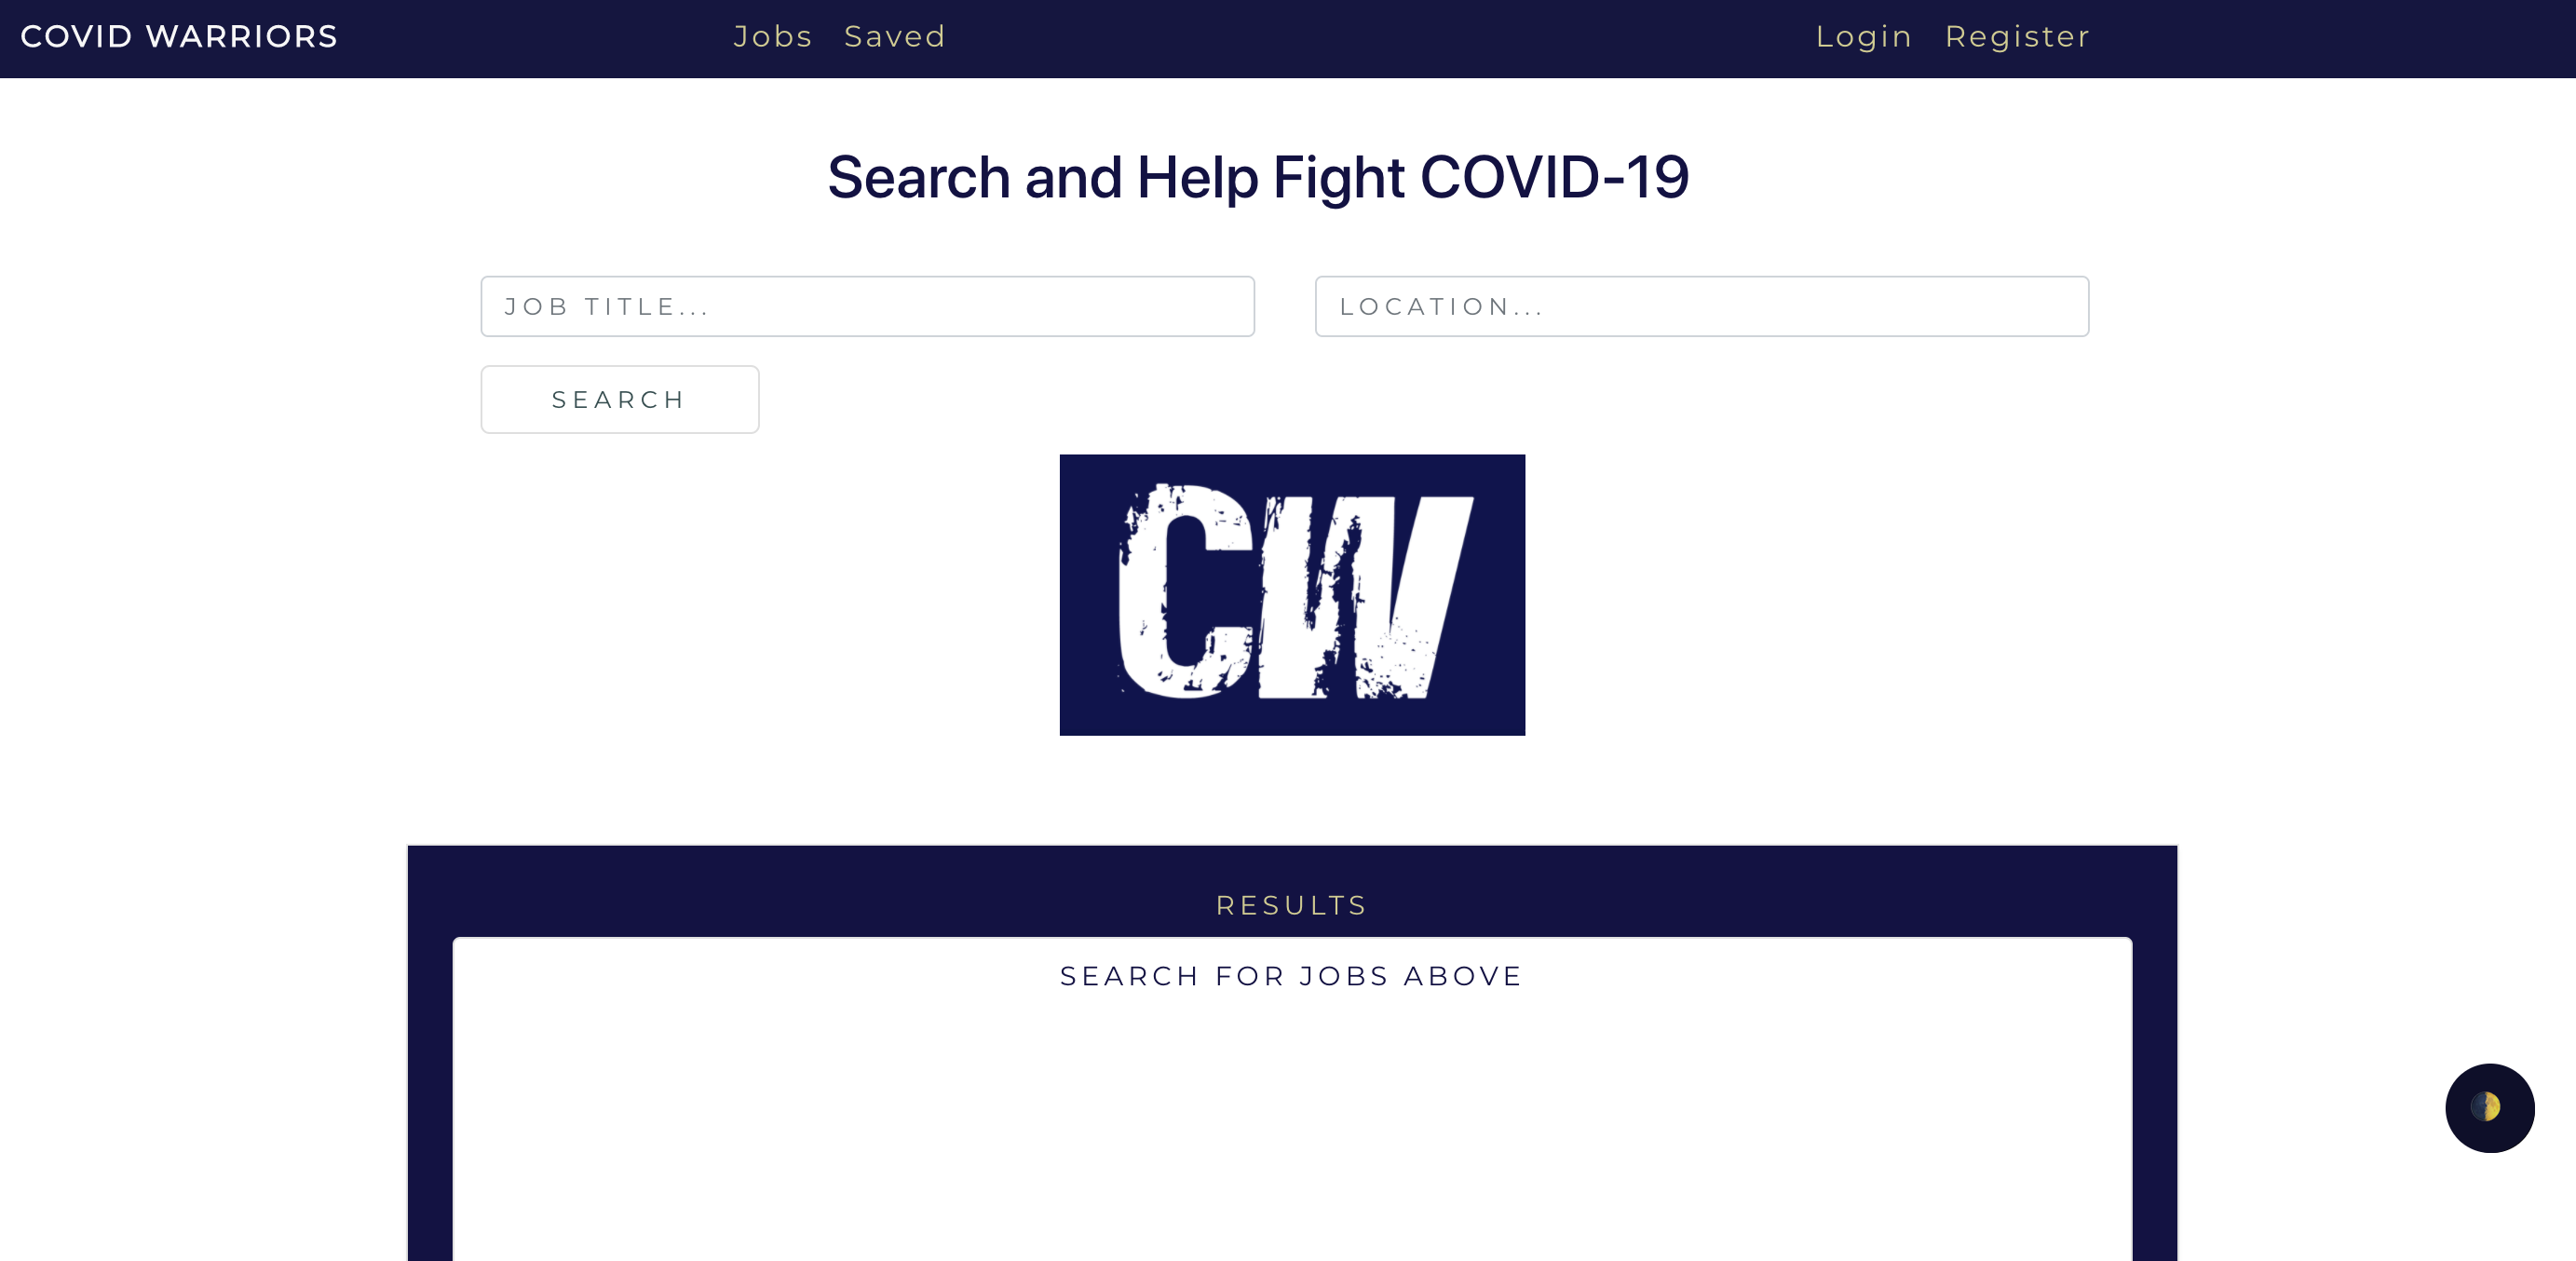 COVID WARRIORS Jobs Saved Login Register
Search and Help Fight COVID-19
JOB TITLE... LOCATION...
SEARCH
CW
RESULTS
SEARCH FOR JOBS ABOVE